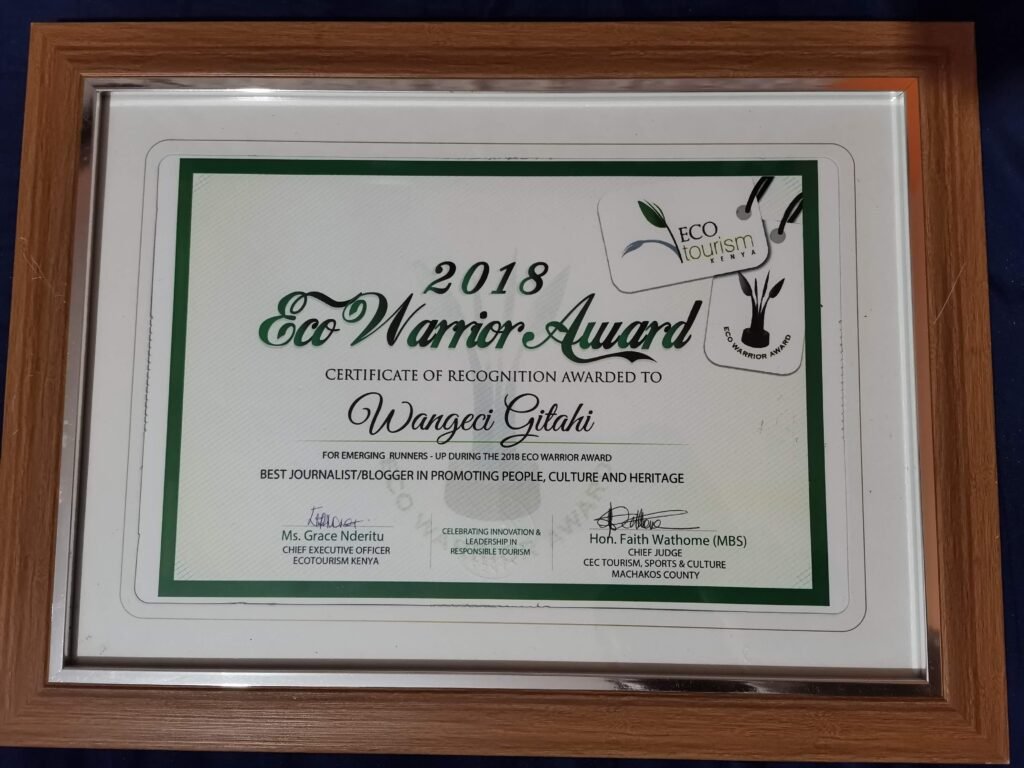 ECO
tourism
KENYA
ECO WARRIOR AWARD
2018
Eco Warrior Award
CERTIFICATE OF RECOGNITION AWARDED TO
Wangeci Gitahi
FOR EMERGING RUNNERS - UP DURING THE 2018 ECO WARRIOR AWARD
BEST JOURNALIST/BLOGGER IN PROMOTING PEOPLE, CULTURE AND HERITAGE
Ms. Grace Nderitu
CHIEF EXECUTIVE OFFICER
ECOTOURISM KENYA
CELEBRATING INNOVATION &
LEADERSHIP IN
RESPONSIBLE TOURISM
Hon. Faith Wathome (MBS)
CHIEF JUDGE
CEC TOURISM, SPORTS & CULTURE
MACHAKOS COUNTY